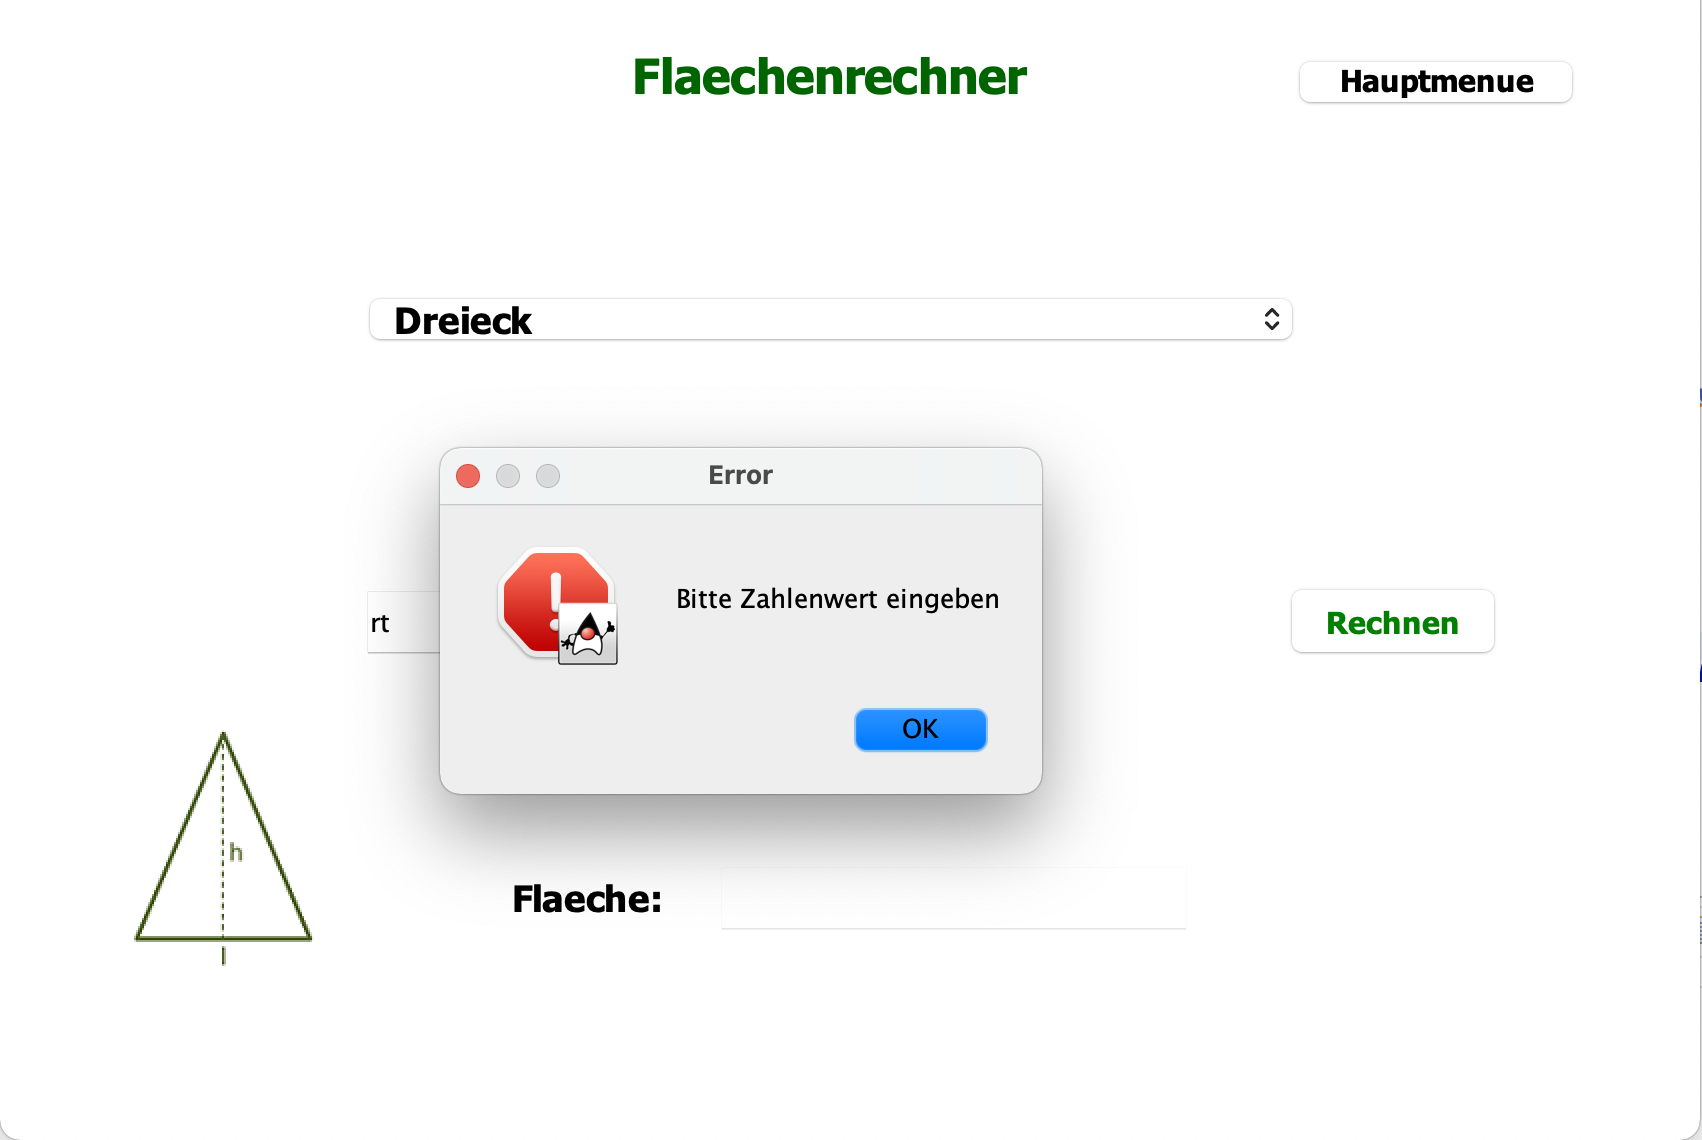 Flaechenrechner
Hauptmenue
Dreieck
Error
Bitte Zahlenwert eingeben
rt
Rechnen
OK
h
l
Flaeche: